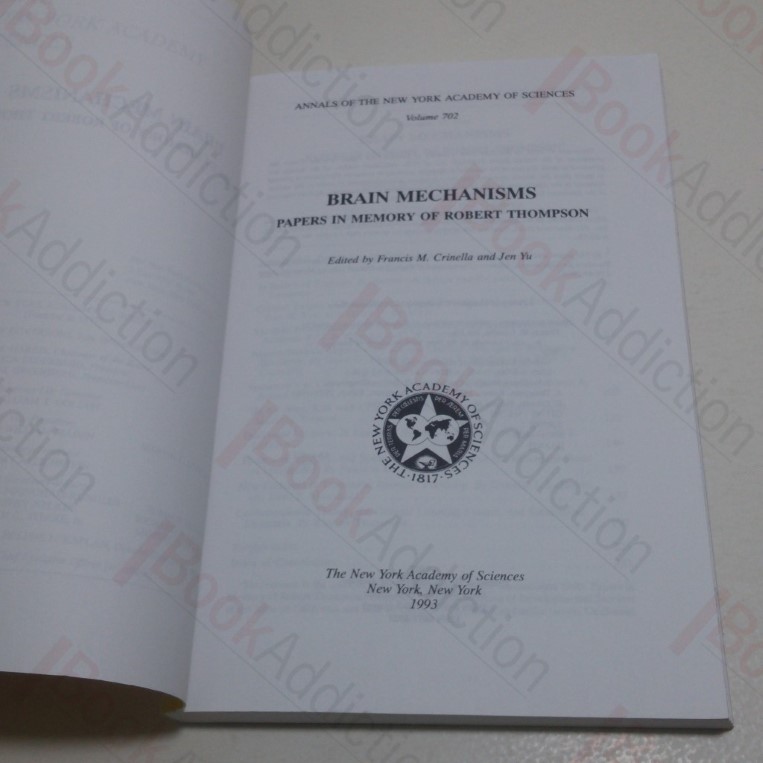 ANNALS OF THE NEW YORK ACADEMY OF SCIENCES
Volume 702
BRAIN MECHANISMS
PAPERS IN MEMORY OF ROBERT THOMPSON
Edited by Francis M. Crinella and Jen Yu
THE NEW YORK ACADEMY OF SCIENCES
·1817·
The New York Academy of Sciences
New York, New York
1993
BookAddiction